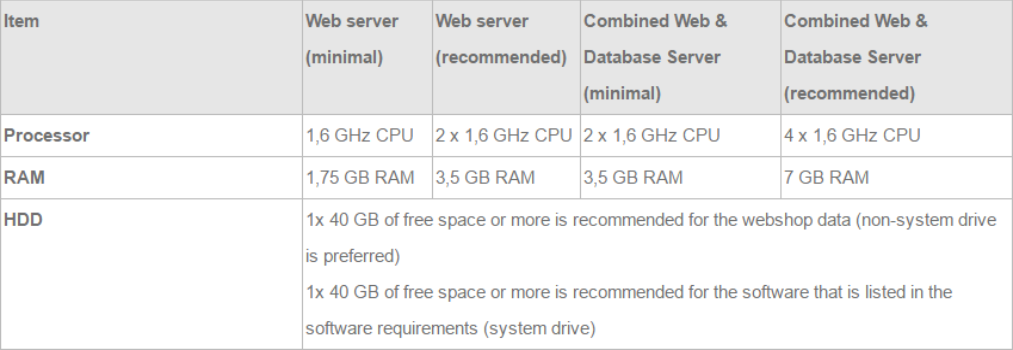 Item Web server (minimal) Web server (recommended) Combined Web & Database Server (minimal) Combined Web & Database Server (recommended)
Processor 1,6 GHz CPU 2 x 1,6 GHz CPU 2 x 1,6 GHz CPU 4 x 1,6 GHz CPU
RAM 1,75 GB RAM 3,5 GB RAM 3,5 GB RAM 7 GB RAM
HDD 1x 40 GB of free space or more is recommended for the webshop data (non-system drive
is preferred)
1x 40 GB of free space or more is recommended for the software that is listed in the
software requirements (system drive)